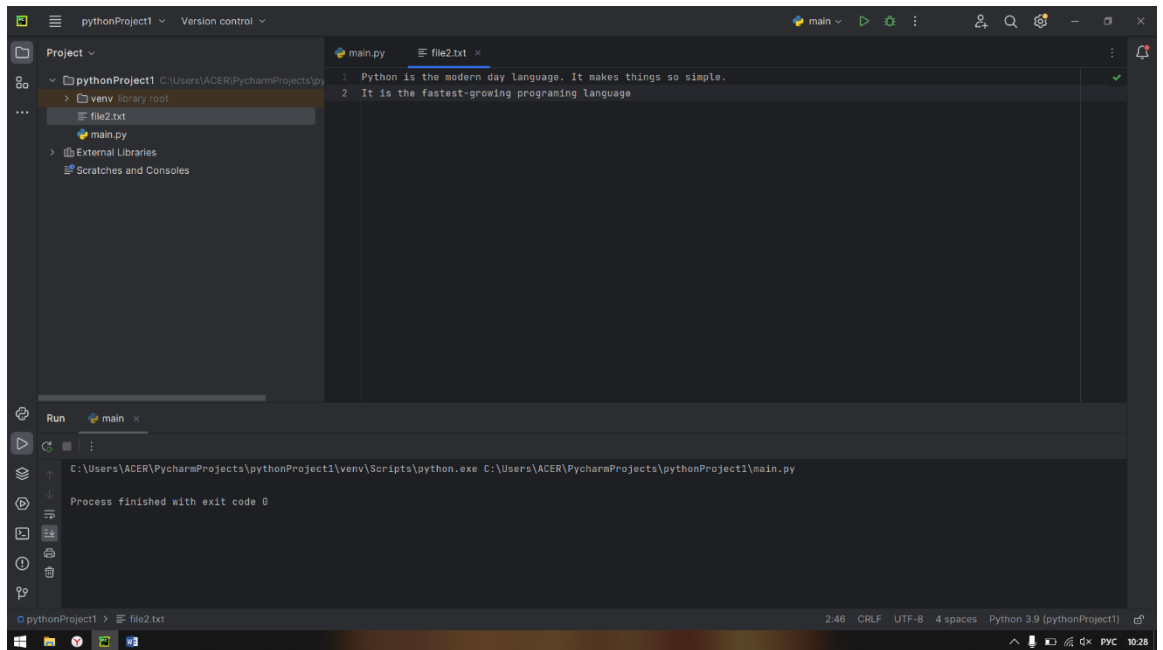 pythonProject1 Version control main
Project
main.py file2.txt
pythonProject1 C:\Users\ACER\PycharmProjects\py
venv library root
file2.txt
main.py
External Libraries
Scratches and Consoles
1 Python is the modern day language. It makes things so simple.
2 It is the fastest-growing programing language
Run main
C:\Users\ACER\PycharmProjects\pythonProject1\venv\Scripts\python.exe C:\Users\ACER\PycharmProjects\pythonProject1\main.py
Process finished with exit code 0
pythonProject1 > file2.txt 2:46 CRLF UTF-8 4 spaces Python 3.9 (pythonProject1)
РУС 10:28